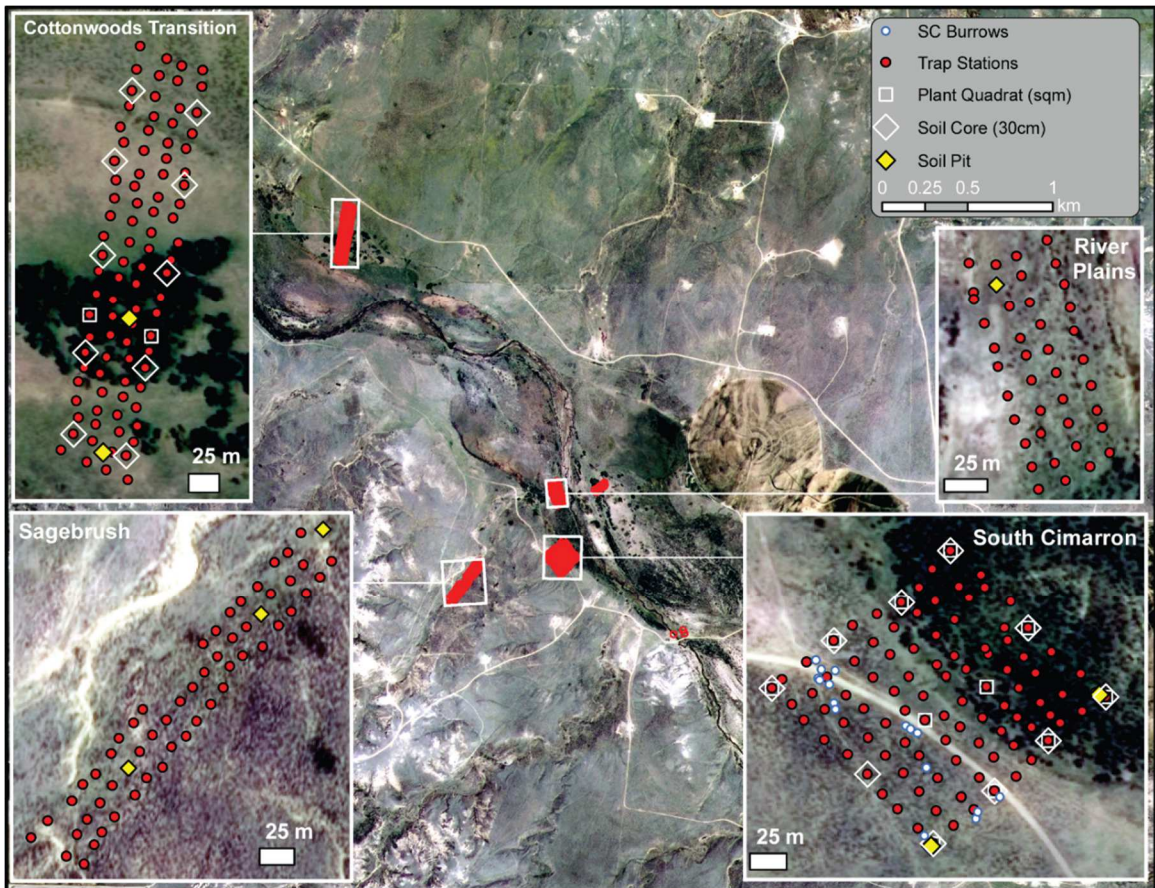 Cottonwoods Transition
25 m
SC Burrows
Trap Stations
Plant Quadrat (sqm)
Soil Core (30cm)
Soil Pit
0 0.25 0.5 1
km
River
Plains
25 m
Sagebrush
25 m
South Cimarron
25 m